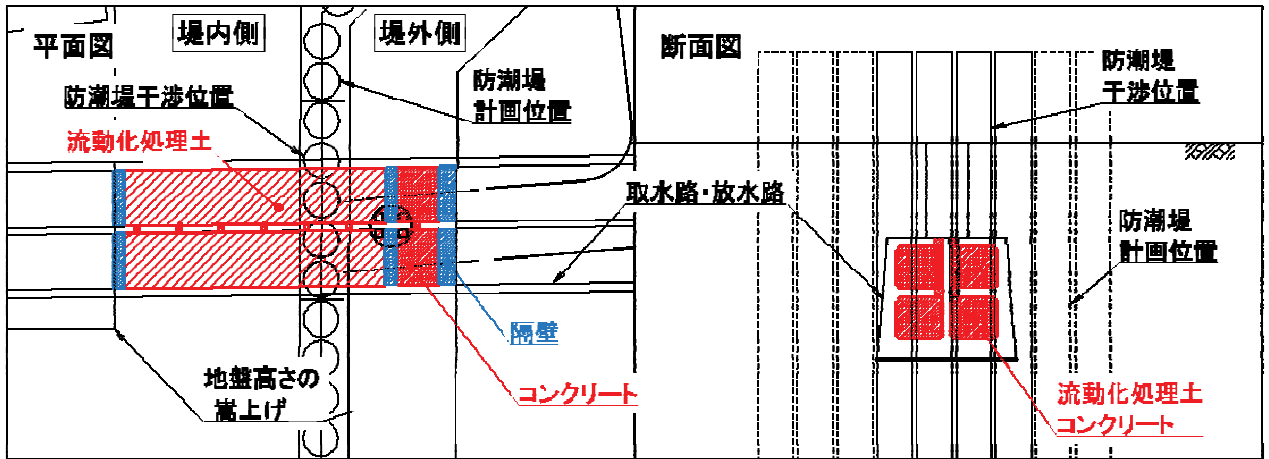 平面図
堤内側
堤外側
防潮堤干渉位置
流動化処理土
防潮堤
計画位置
取水路・放水路
隔壁
コンクリート
地盤高さの
嵩上げ
断面図
防潮堤
干渉位置
防潮堤
計画位置
流動化処理土
コンクリート